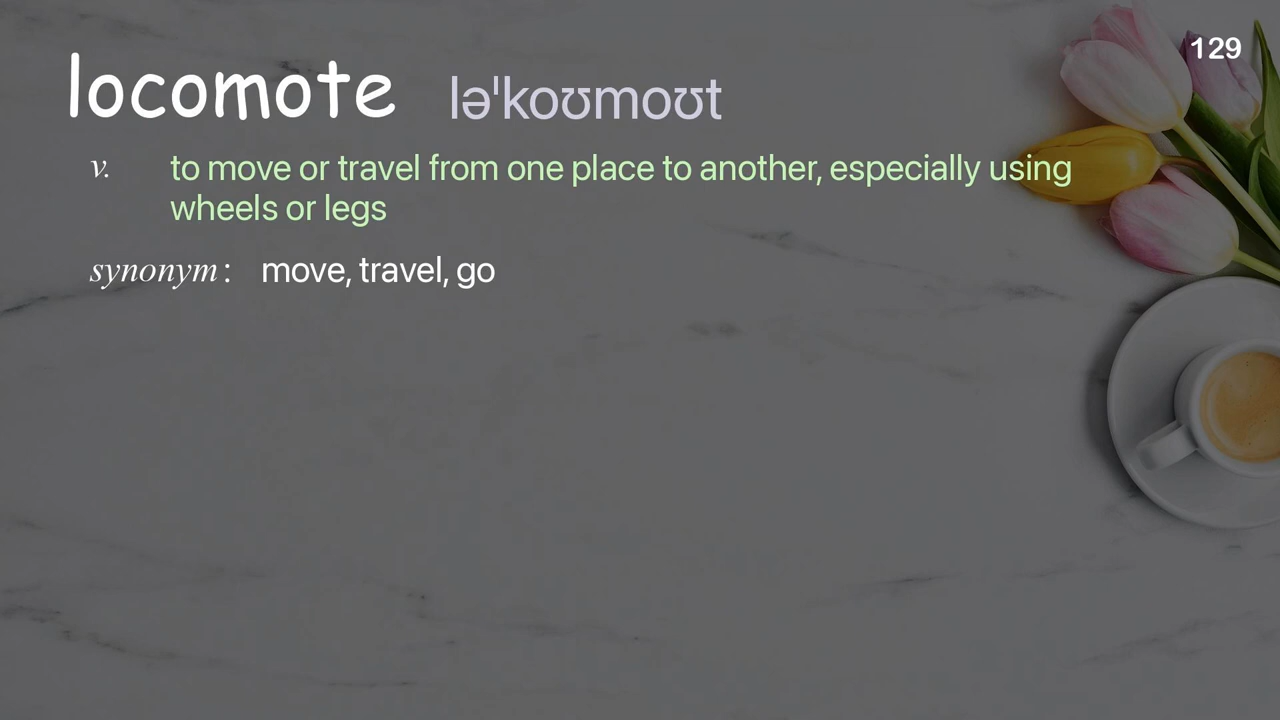 129
locomote ləˈkoʊmoʊt
v. to move or travel from one place to another, especially using
wheels or legs
synonym : move, travel, go